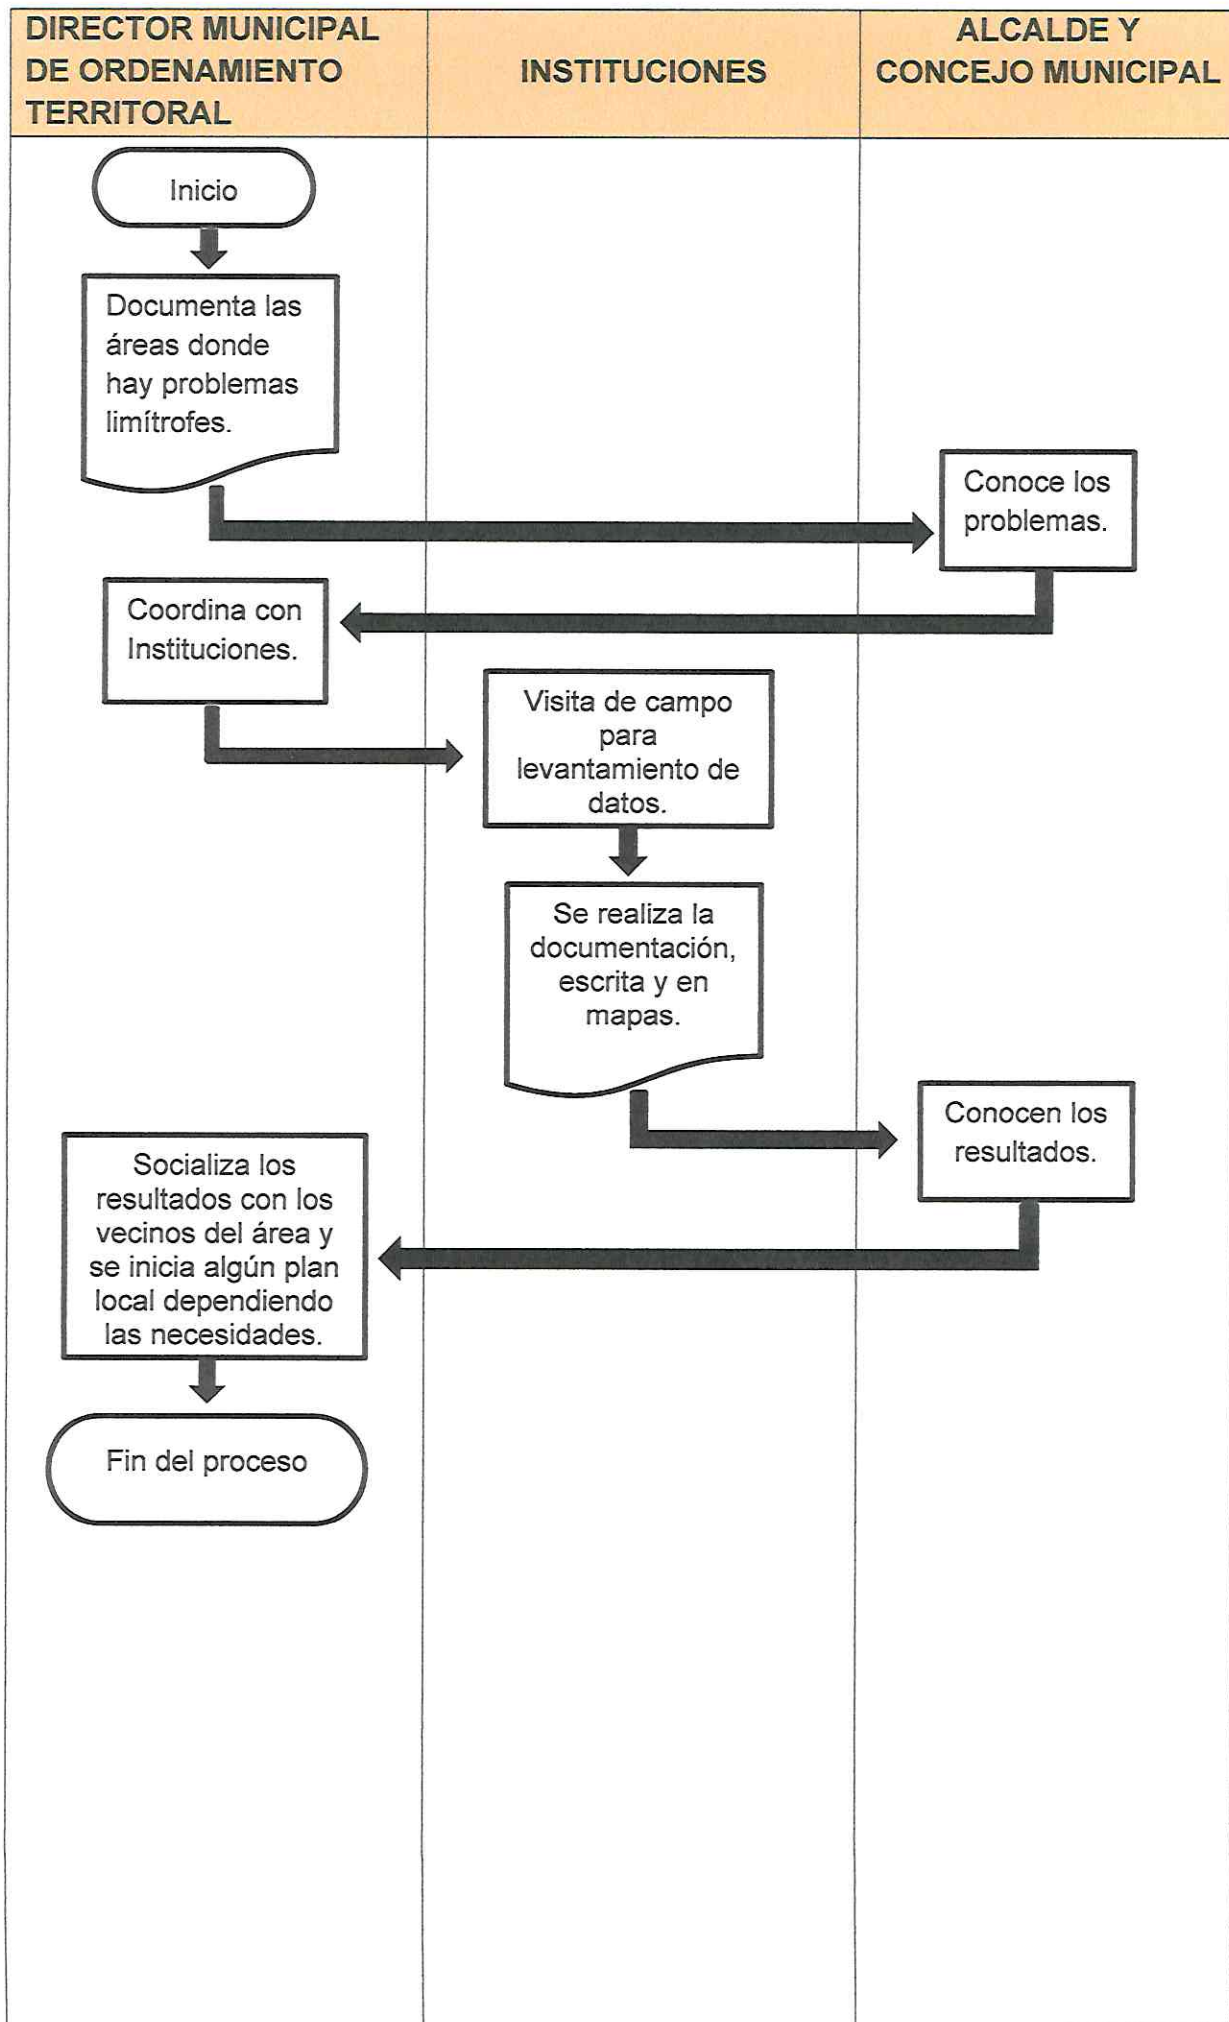 DIRECTOR MUNICIPAL
DE ORDENAMIENTO
TERRITORAL
INSTITUCIONES
ALCALDE Y
CONCEJO MUNICIPAL
Inicio
Documenta las
áreas donde
hay problemas
limítrofes.
Conoce los
problemas.
Coordina con
Instituciones.
Visita de campo
para
levantamiento de
datos.
Se realiza la
documentación,
escrita y en
mapas.
Conocen los
resultados.
Socializa los
resultados con los
vecinos del área y
se inicia algún plan
local dependiendo
las necesidades.
Fin del proceso